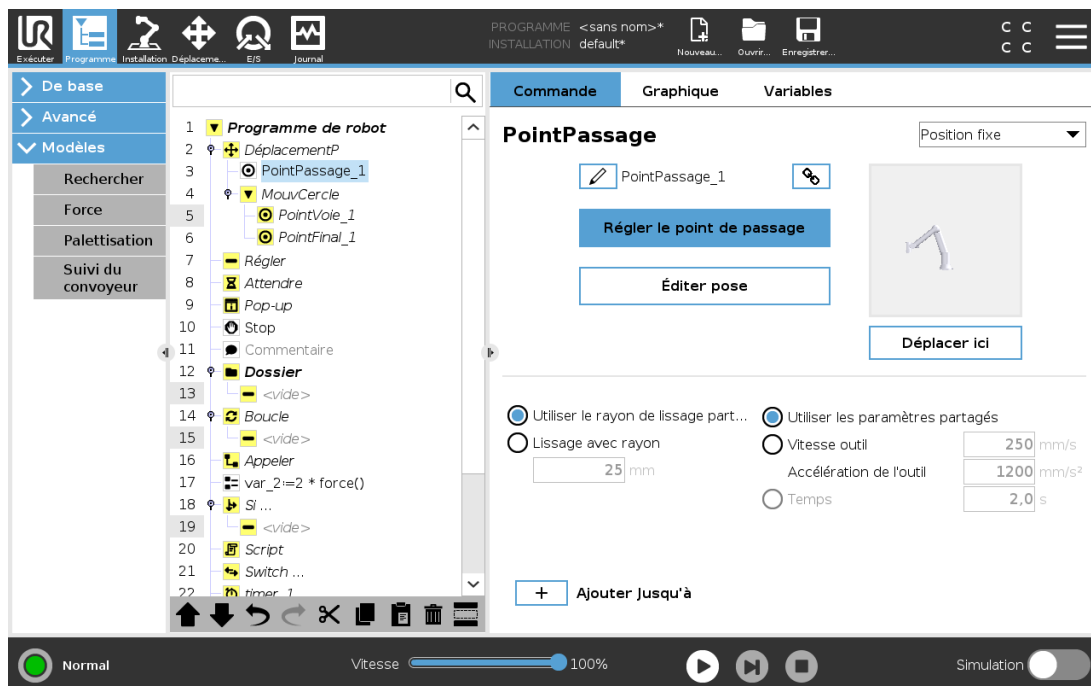 PROGRAMME <sans nom>*
INSTALLATION default*
Exécuter Programme Installation Déplaceme... E/S Journal
Nouveau... Ouvrir... Enregistrer...
C C
C C
De base
Avancé
Modèles
Rechercher
Force
Palettisation
Suivi du
convoyeur
1 Programme de robot
2 DéplacementP
3 PointPassage_1
4 MouvCercle
5 PointVoie_1
6 PointFinal_1
7 Régler
8 Attendre
9 Pop-up
10 Stop
11 Commentaire
12 Dossier
13 <vide>
14 Boucle
15 <vide>
16 Appeler
17 var_2:=2 * force()
18 Si ...
19 <vide>
20 Script
21 Switch ...
22 timer_1
Commande Graphique Variables
PointPassage
Position fixe
PointPassage_1
Régler le point de passage
Éditer pose
Déplacer ici
Utiliser le rayon de lissage part...
Lissage avec rayon
25 mm
Utiliser les paramètres partagés
Vitesse outil 250 mm/s
Accélération de l'outil 1200 mm/s²
Temps 2,0 s
+ Ajouter Jusqu'à
Normal
Vitesse 100%
Simulation